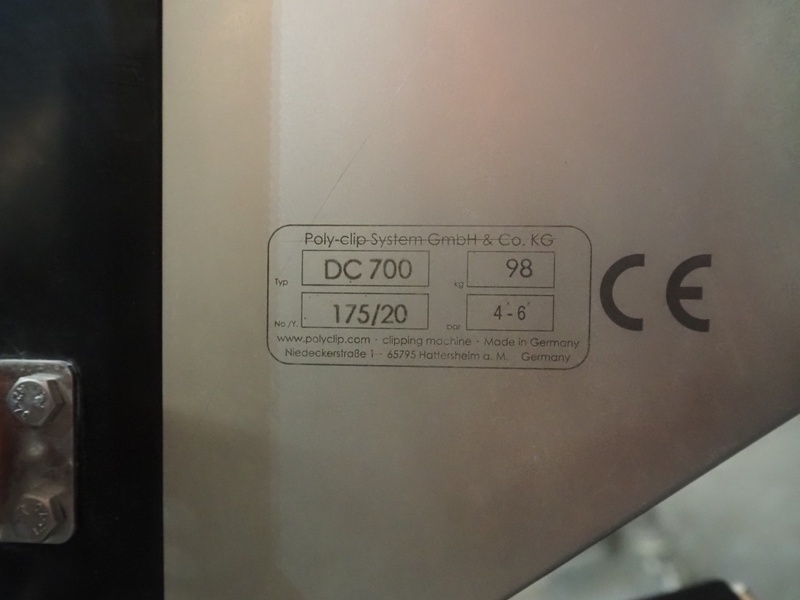 Poly-clip System GmbH & Co. KG
Typ DC 700 kg 98
No./Y. 175/20 bar 4-6
www.polyclip.com · clipping machine · Made in Germany
Niedeckerstraße 1 · 65795 Hattersheim a. M. Germany
CE